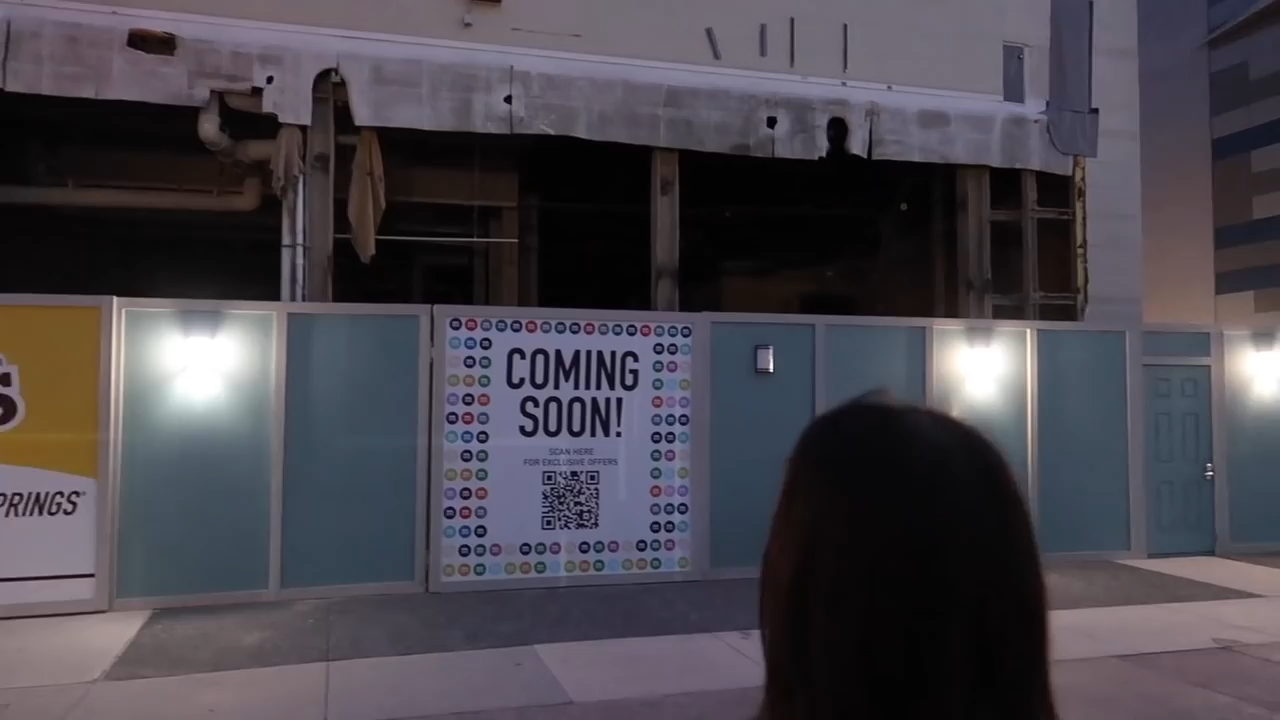 S
PRINGS®
COMING
SOON!
SCAN HERE
FOR EXCLUSIVE OFFERS